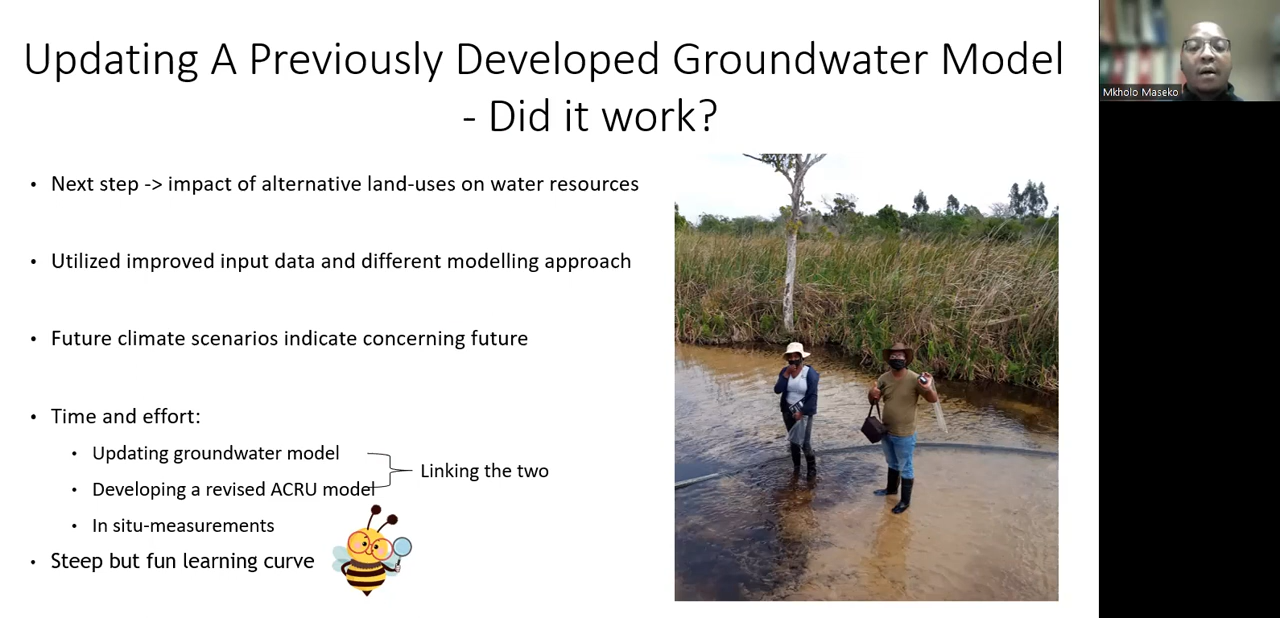 Updating A Previously Developed Groundwater Model
- Did it work?
Mkholo Maseko
• Next step -> impact of alternative land-uses on water resources
• Utilized improved input data and different modelling approach
• Future climate scenarios indicate concerning future
• Time and effort:
• Updating groundwater model
• Developing a revised ACRU model
Linking the two
• In situ-measurements
• Steep but fun learning curve